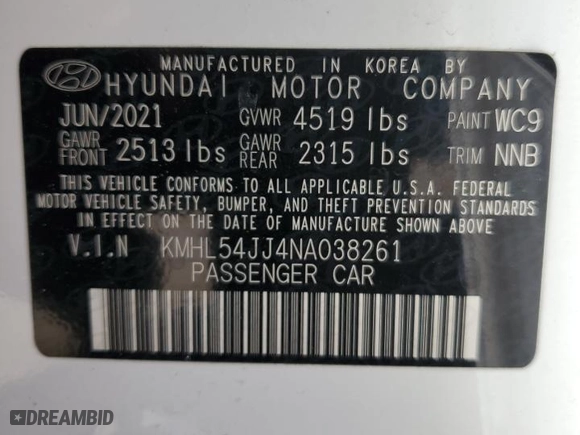 MANUFACTURED IN KOREA BY
HYUNDAI MOTOR COMPANY
JUN/2021 GVWR 4519 lbs PAINT WC9
GAWR FRONT 2513 lbs GAWR REAR 2315 lbs TRIM NNB
THIS VEHICLE CONFORMS TO ALL APPLICABLE U.S.A. FEDERAL
MOTOR VEHICLE SAFETY, BUMPER, AND THEFT PREVENTION STANDARDS
IN EFFECT ON THE DATE OF MANUFACTURE SHOWN ABOVE
V.I.N KMHL54JJ4NA038261
PASSENGER CAR
DREAMBID